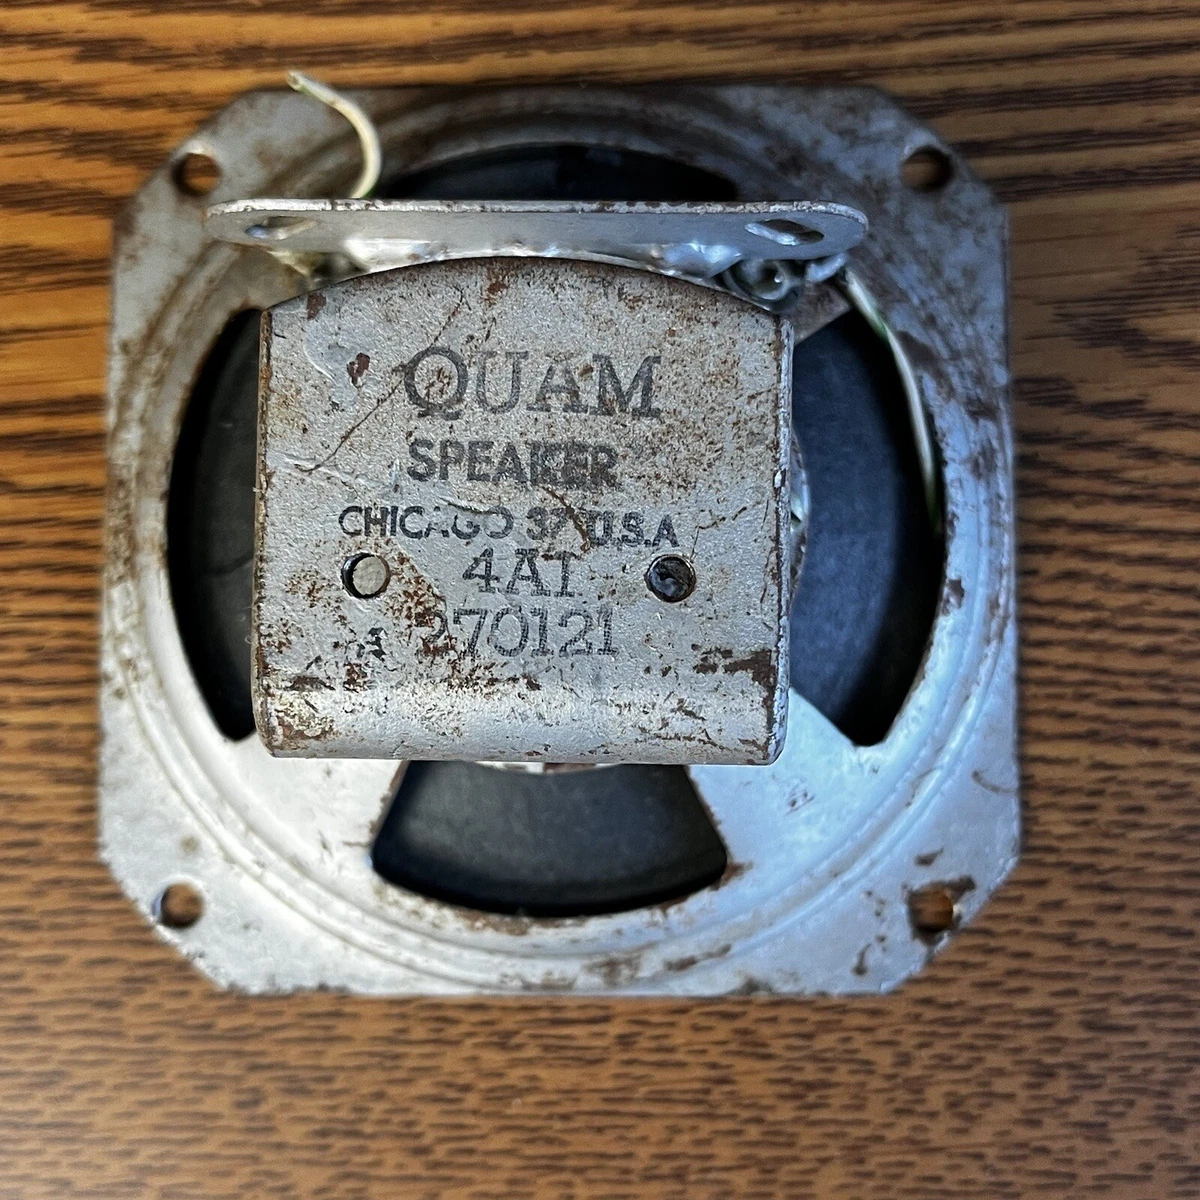 QUAM
SPEAKER
CHICAGO 37 U.S.A
4A1
270121